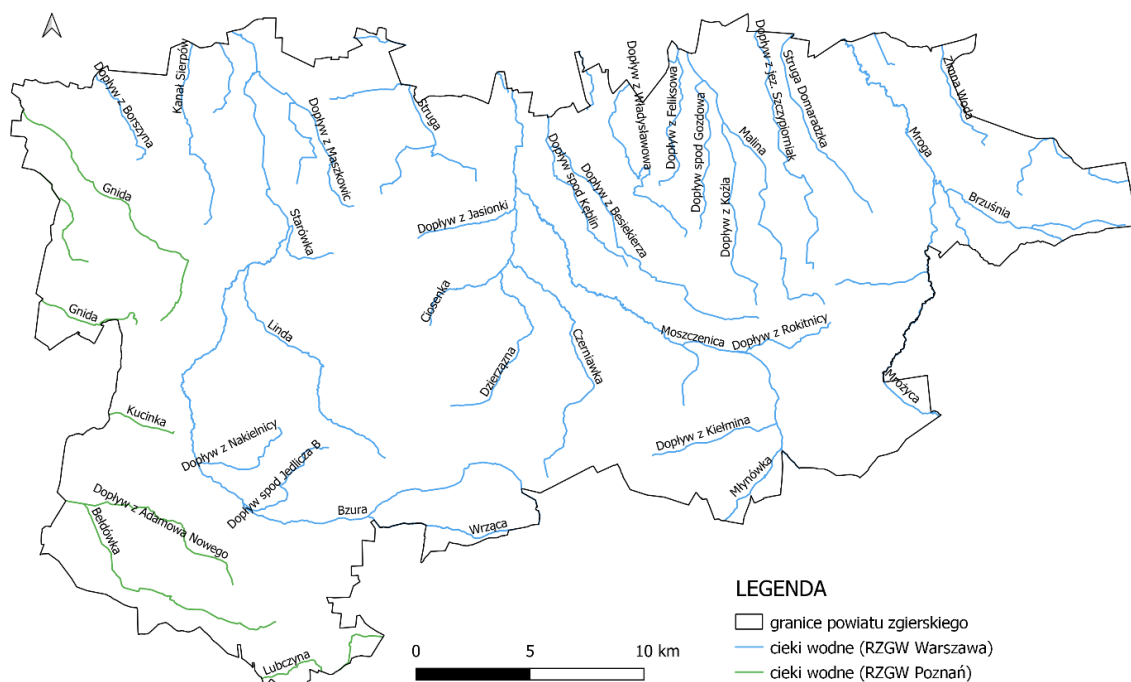 Dopływ z Borszyna
Kanał Sierpów
Dopływ z Maszkowic
Struga
Dopływ z Władysławowa
Dopływ z Feliksowa
Dopływ spod Gozdowa
Malina
Dopływ z jez. Szczypiorniak
Struga Domaradzka
Mroga
Zimna Woda
Gnida
Starówka
Dopływ z Jasionki
Dopływ spod Kęblin
Dopływ z Besiekierza
Dopływ z Koźla
Brzuśnia
Gnida
Linda
Ciosenka
Dzierżązna
Czerniawka
Moszczenica
Dopływ z Rokitnicy
Mrożyca
Kucinka
Dopływ z Nakielnicy
Dopływ spod Jedlicza B
Dopływ z Kiełmina
Młynówka
Dopływ z Adamowa Nowego
Bełdówka
Bzura
Wrząca
Lubczyna
0 5 10 km
LEGENDA
granice powiatu zgierskiego
cieki wodne (RZGW Warszawa)
cieki wodne (RZGW Poznań)